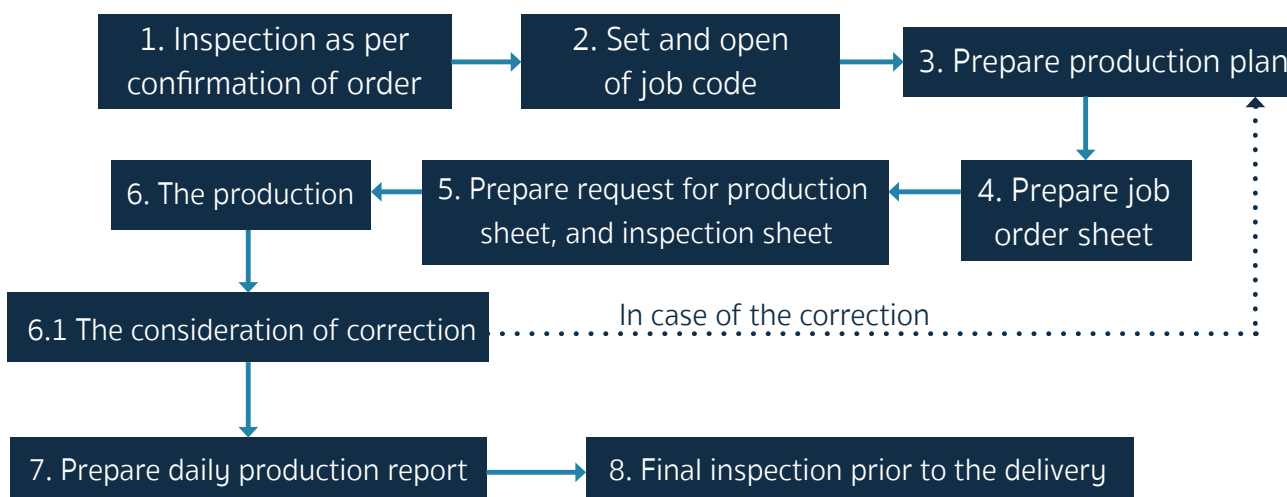 1. Inspection as per
confirmation of order
2. Set and open
of job code
3. Prepare production plan
4. Prepare job
order sheet
5. Prepare request for production
sheet, and inspection sheet
6. The production
6.1 The consideration of correction
In case of the correction
7. Prepare daily production report
8. Final inspection prior to the delivery